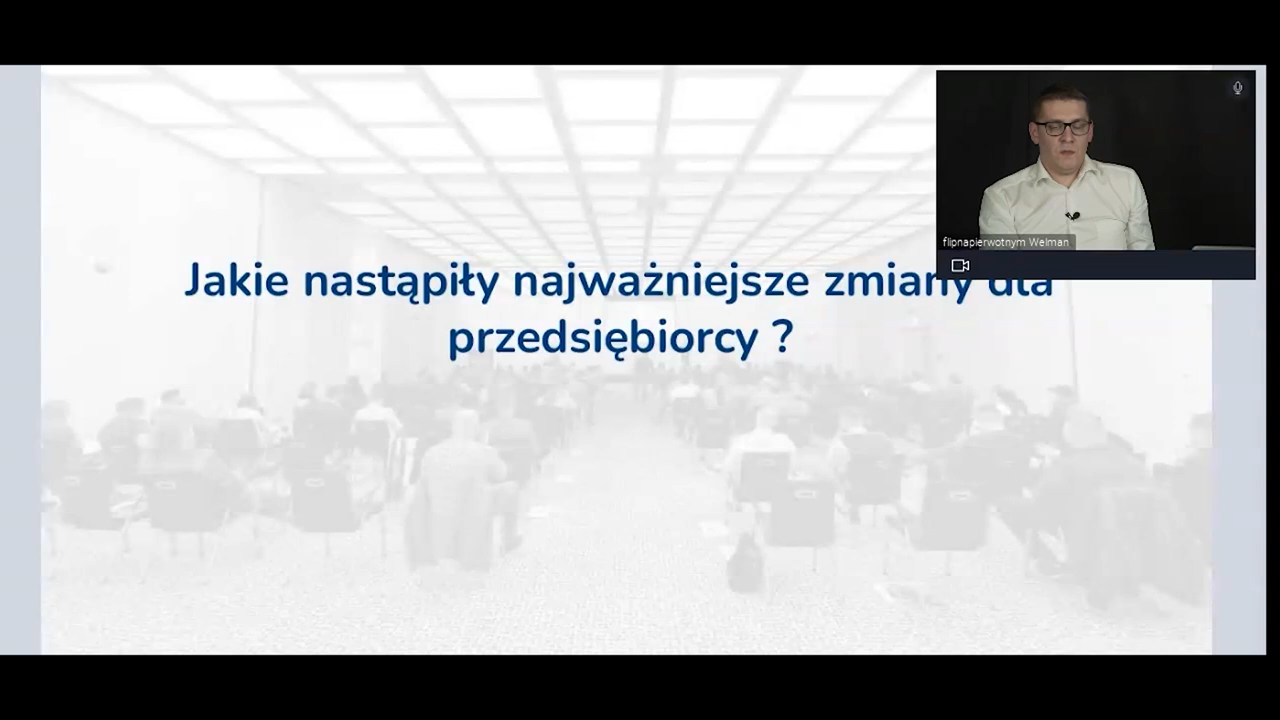 Jakie nastąpiły najważniejsze zmiany dla
przedsiębiorcy ?
flipnapierwotnym Welman